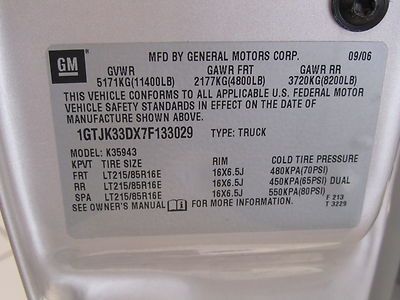 GM
MFD BY GENERAL MOTORS CORP. 09/06
GVWR GAWR FRT GAWR RR
5171KG(11400LB) 2177KG(4800LB) 3720KG(8200LB)
THIS VEHICLE CONFORMS TO ALL APPLICABLE U.S. FEDERAL MOTOR
VEHICLE SAFETY STANDARDS IN EFFECT ON THE DATE OF
MANUFACTURE SHOWN ABOVE.
1GTJK33DX7F133029 TYPE: TRUCK
MODEL: K35943
KPVT TIRE SIZE RIM COLD TIRE PRESSURE
FRT LT215/85R16E 16X6.5J 480KPA(70PSI)
RR LT215/85R16E 16X6.5J 450KPA(65PSI) DUAL
SPA LT215/85R16E 16X6.5J 550KPA(80PSI)
SEE OWNER'S MANUAL FOR MORE INFORMATION. F 213
T 3229